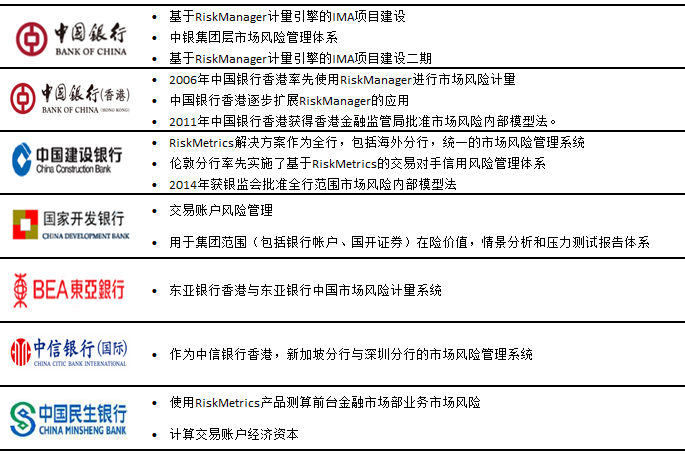 中国银行
BANK OF CHINA
• 基于RiskManager计量引擎的IMA项目建设
• 中银集团层市场风险管理体系
• 基于RiskManager计量引擎的IMA项目建设二期
中國銀行(香港)
BANK OF CHINA (HONG KONG)
• 2006年中国银行香港率先使用RiskManager进行市场风险计量
• 中国银行香港逐步扩展RiskManager的应用
• 2011年中国银行香港获得香港金融监管局批准市场风险内部模型法。
中国建设银行
China Construction Bank
• RiskMetrics解决方案作为全行，包括海外分行，统一的市场风险管理系统
• 伦敦分行率先实施了基于RiskMetrics的交易对手信用风险管理体系
• 2014年获银监会批准全行范围市场风险内部模型法
国家开发银行
CHINA DEVELOPMENT BANK
• 交易账户风险管理
• 用于集团范围（包括银行帐户、国开证券）在险价值，情景分析和压力测试报告体系
BEA東亞銀行
• 东亚银行香港与东亚银行中国市场风险计量系统
中信银行(国际)
CHINA CITIC BANK INTERNATIONAL
• 作为中信银行香港，新加坡分行与深圳分行的市场风险管理系统
中国民生银行
CHINA MINSHENG BANK
• 使用RiskMetrics产品测算前台金融市场部业务市场风险
• 计算交易账户经济资本